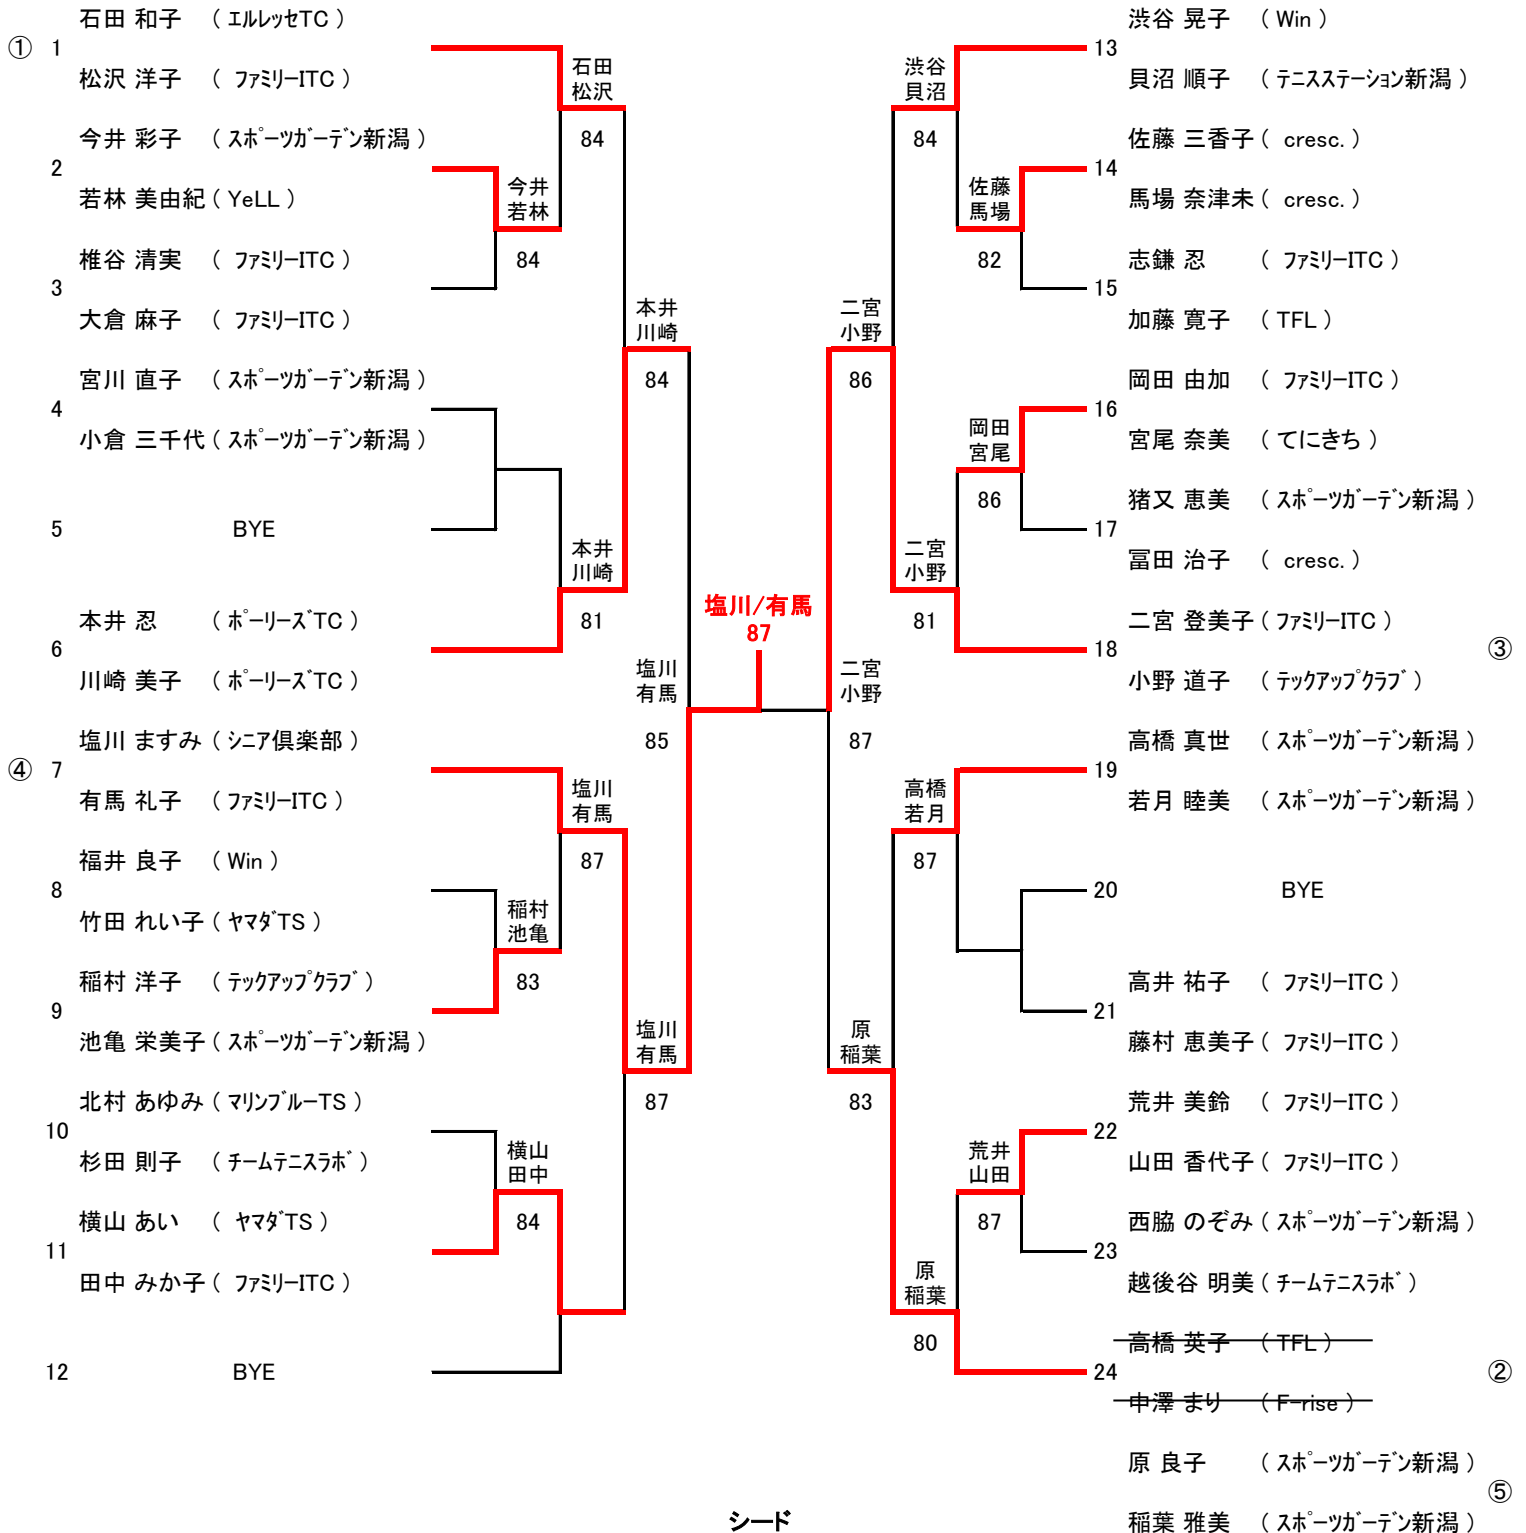 石田 和子 ( エルレッセTC )
① 1
松沢 洋子 ( ファミリーITC )
石田
松沢
84
今井 彩子 ( スポーツガーデン新潟 )
2
若林 美由紀 ( YeLL )
今井
若林
84
椎谷 清実 ( ファミリーITC )
3
大倉 麻子 ( ファミリーITC )
本井
川崎
84
宮川 直子 ( スポーツガーデン新潟 )
4
小倉 三千代 ( スポーツガーデン新潟 )
5 BYE
本井
川崎
81
本井 忍 ( ポーリーズTC )
6
川崎 美子 ( ポーリーズTC )
塩川
有馬
85
塩川 ますみ ( シニア倶楽部 )
④ 7
有馬 礼子 ( ファミリーITC )
塩川
有馬
87
福井 良子 ( Win )
8
竹田 れい子 ( ヤマダTS )
稲村
池亀
83
稲村 洋子 ( テックアップクラブ )
9
池亀 栄美子 ( スポーツガーデン新潟 )
塩川
有馬
87
北村 あゆみ ( マリンブルーTS )
10
杉田 則子 ( チームテニスラボ )
横山
田中
84
横山 あい ( ヤマダTS )
11
田中 みか子 ( ファミリーITC )
12 BYE
塩川/有馬
87
渋谷 晃子 ( Win )
13
貝沼 順子 ( テニスステーション新潟 )
渋谷
貝沼
84
佐藤 三香子 ( cresc. )
14
馬場 奈津未 ( cresc. )
佐藤
馬場
82
志鎌 忍 ( ファミリーITC )
15
加藤 寛子 ( TFL )
二宮
小野
86
岡田 由加 ( ファミリーITC )
16
宮尾 奈美 ( てにきち )
岡田
宮尾
86
猪又 恵美 ( スポーツガーデン新潟 )
17
冨田 治子 ( cresc. )
二宮
小野
81
二宮 登美子 ( ファミリーITC )
18 ③
小野 道子 ( テックアップクラブ )
二宮
小野
87
高橋 真世 ( スポーツガーデン新潟 )
19
若月 睦美 ( スポーツガーデン新潟 )
高橋
若月
87
20 BYE
高井 祐子 ( ファミリーITC )
21
藤村 恵美子 ( ファミリーITC )
原
稲葉
83
荒井 美鈴 ( ファミリーITC )
22
山田 香代子 ( ファミリーITC )
荒井
山田
87
西脇 のぞみ ( スポーツガーデン新潟 )
23
越後谷 明美 ( チームテニスラボ )
原
稲葉
80
高橋 英子 ( TFL )
24 ②
中澤 まり ( F-rise )
原 良子 ( スポーツガーデン新潟 )
⑤
稲葉 雅美 ( スポーツガーデン新潟 )
シード